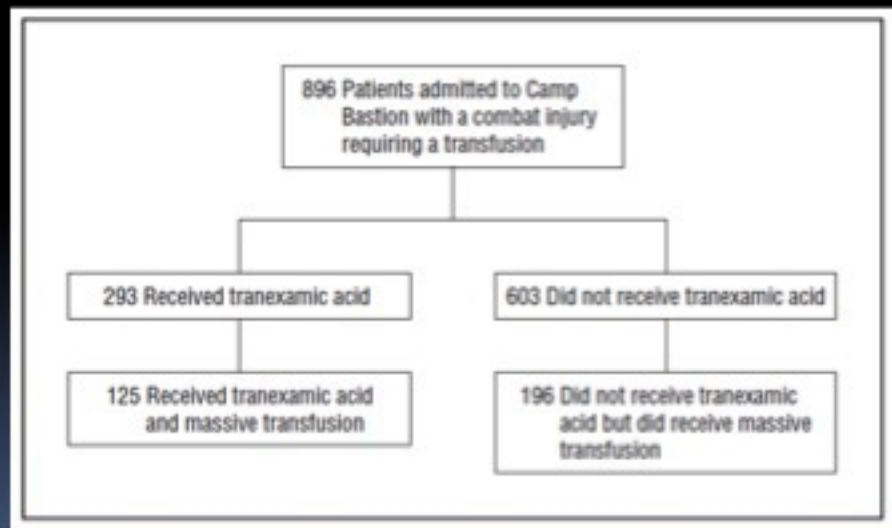 896 Patients admitted to Camp
Bastion with a combat injury
requiring a transfusion
293 Received tranexamic acid
603 Did not receive tranexamic acid
125 Received tranexamic acid
and massive transfusion
196 Did not receive tranexamic
acid but did receive massive
transfusion